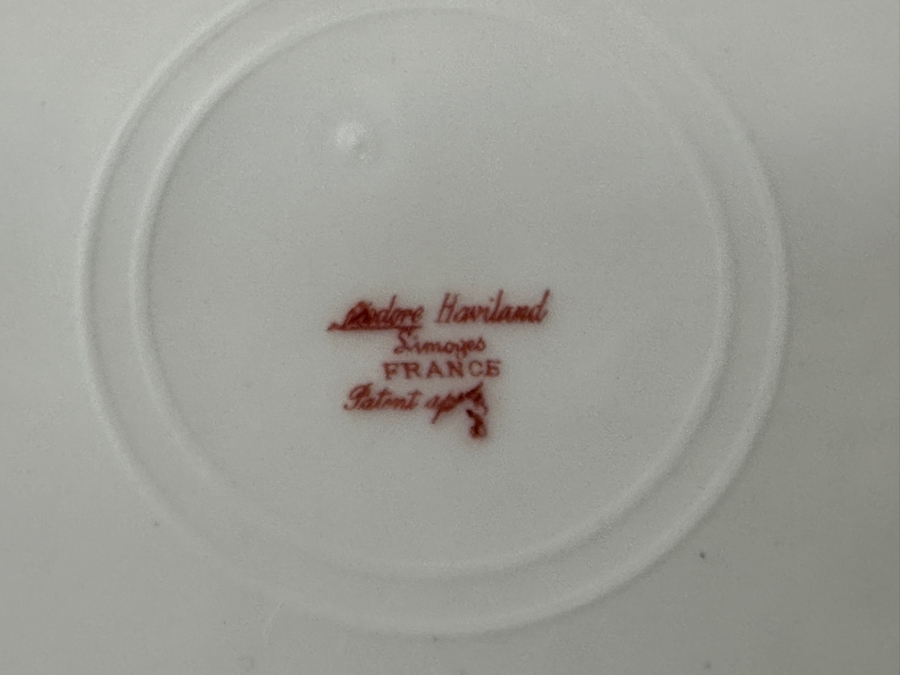 Haviland
Limoges
FRANCE
Patent